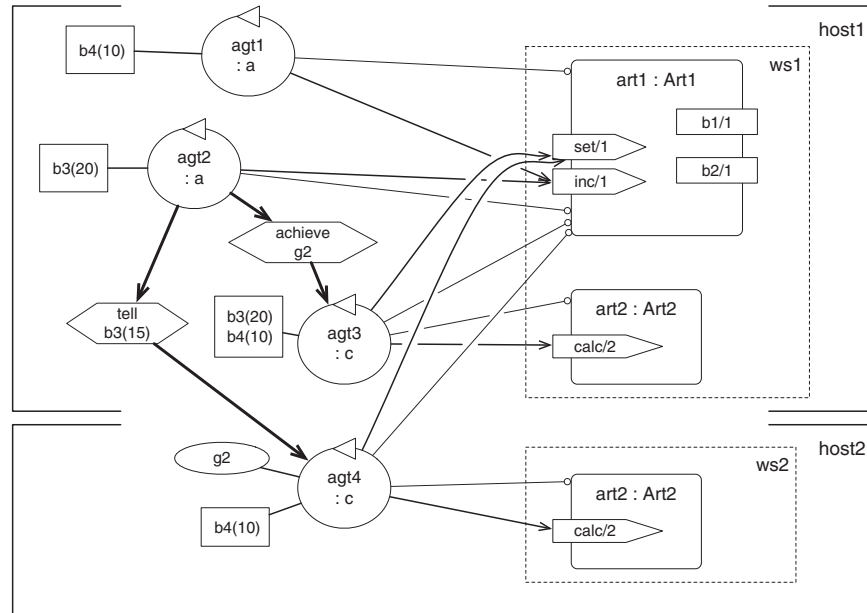 host1
b4(10)
agt1
: a
ws1
art1 : Art1
b1/1
set/1
b2/1
inc/1
b3(20)
agt2
: a
achieve
g2
tell
b3(15)
b3(20)
b4(10)
agt3
: c
art2 : Art2
calc/2
host2
g2
agt4
: c
b4(10)
ws2
art2 : Art2
calc/2